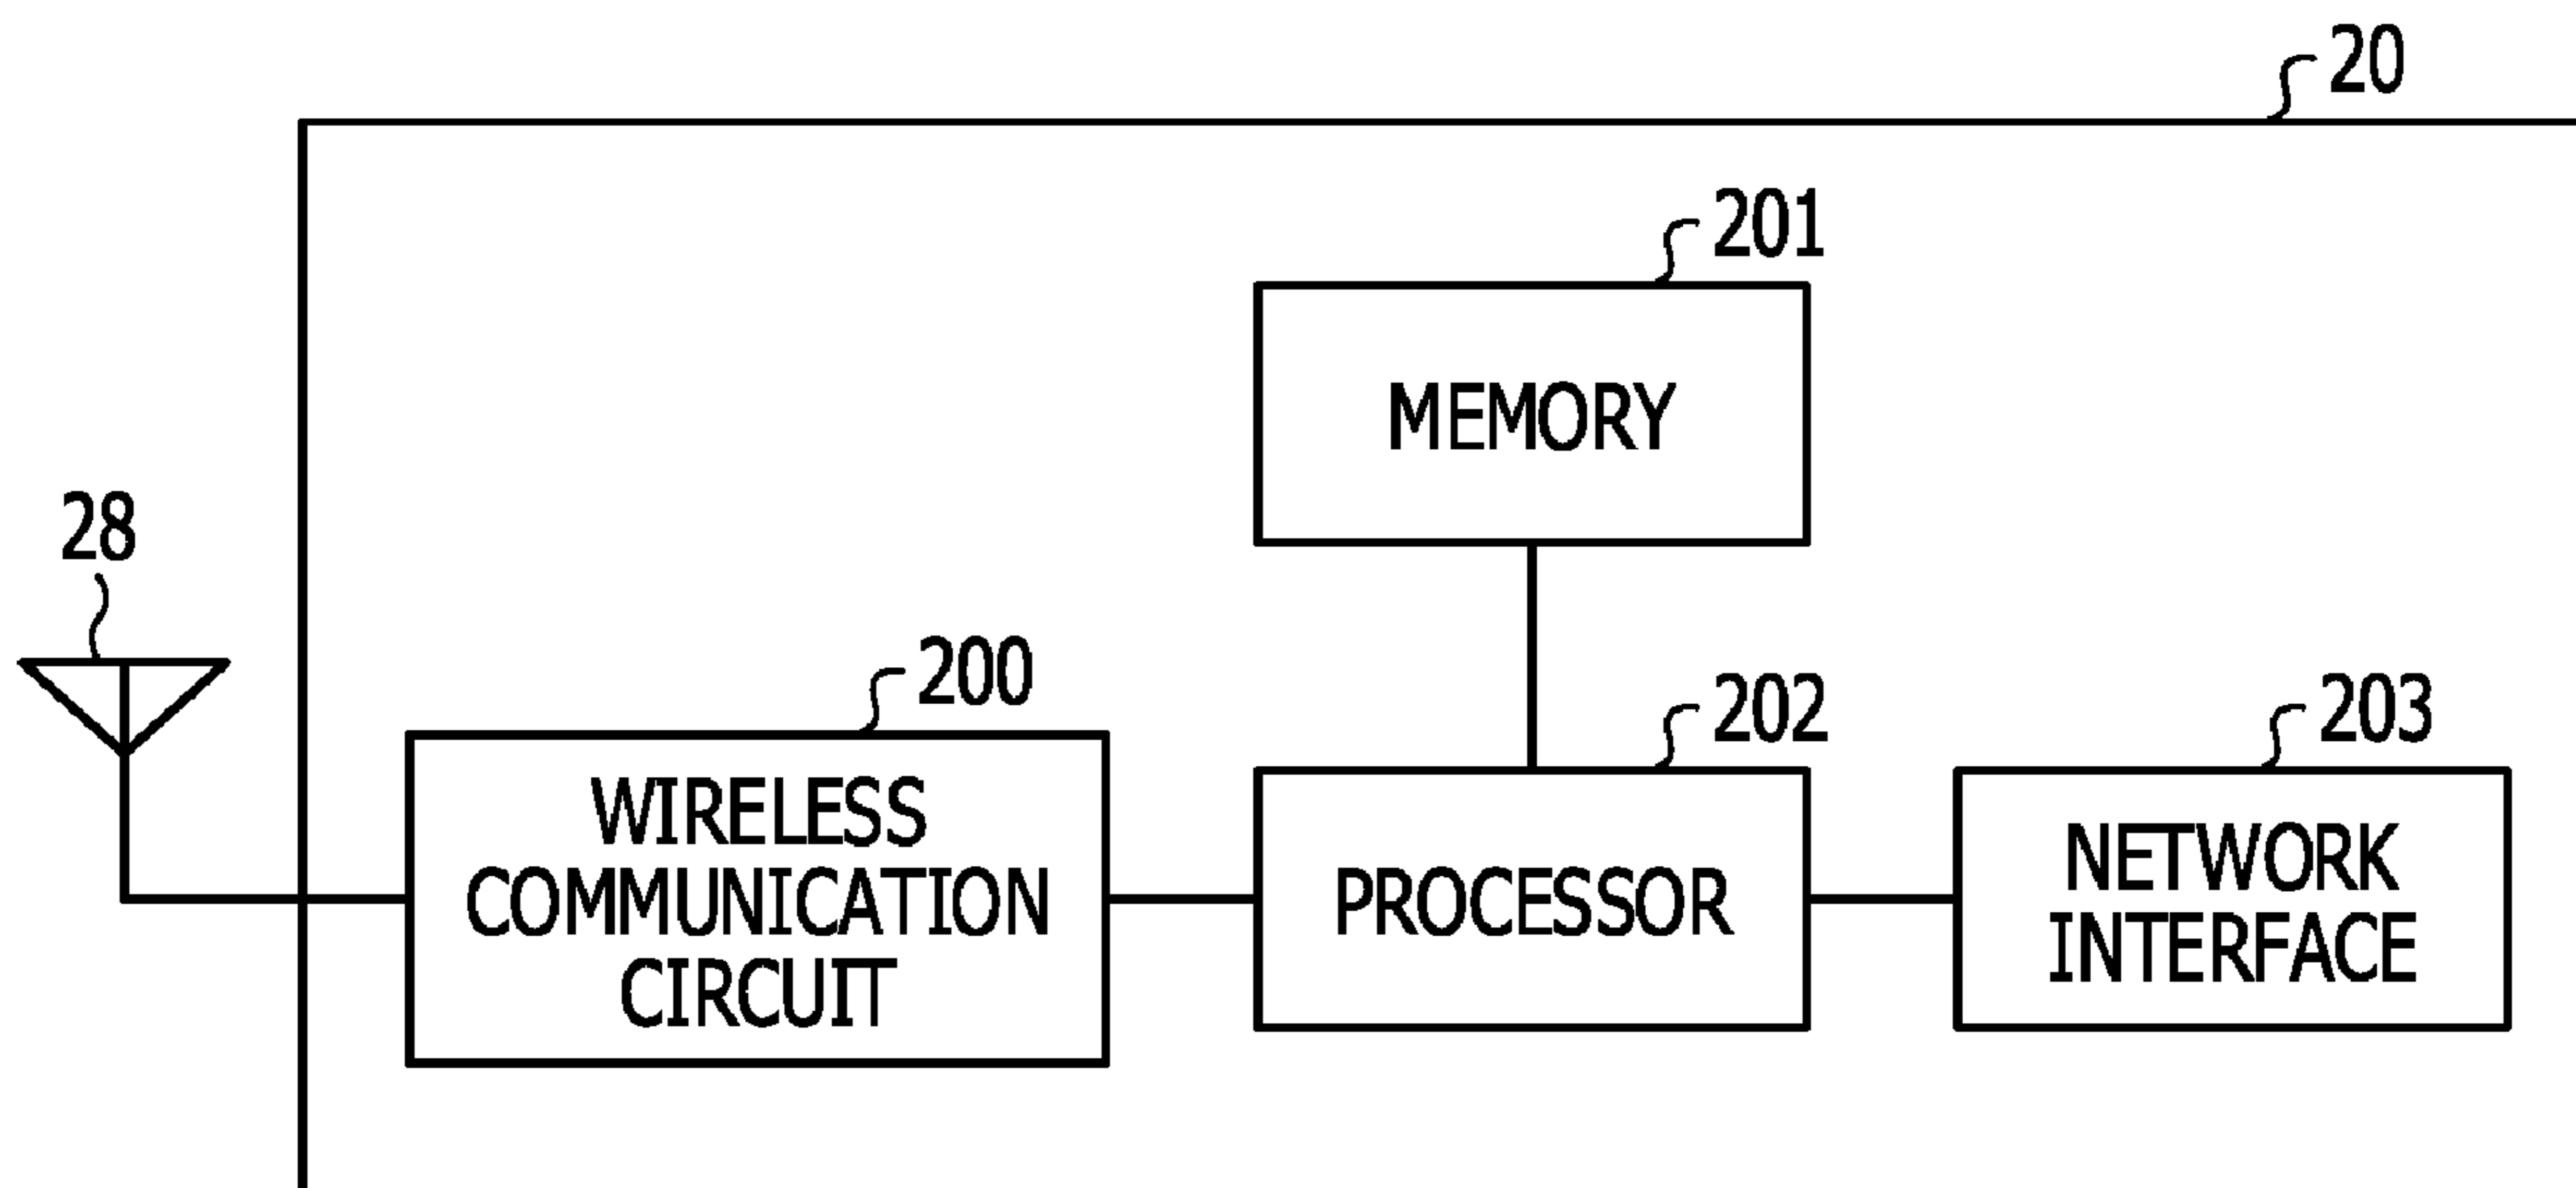 20
201
MEMORY
28
200
202
203
WIRELESS
COMMUNICATION
CIRCUIT
PROCESSOR
NETWORK
INTERFACE